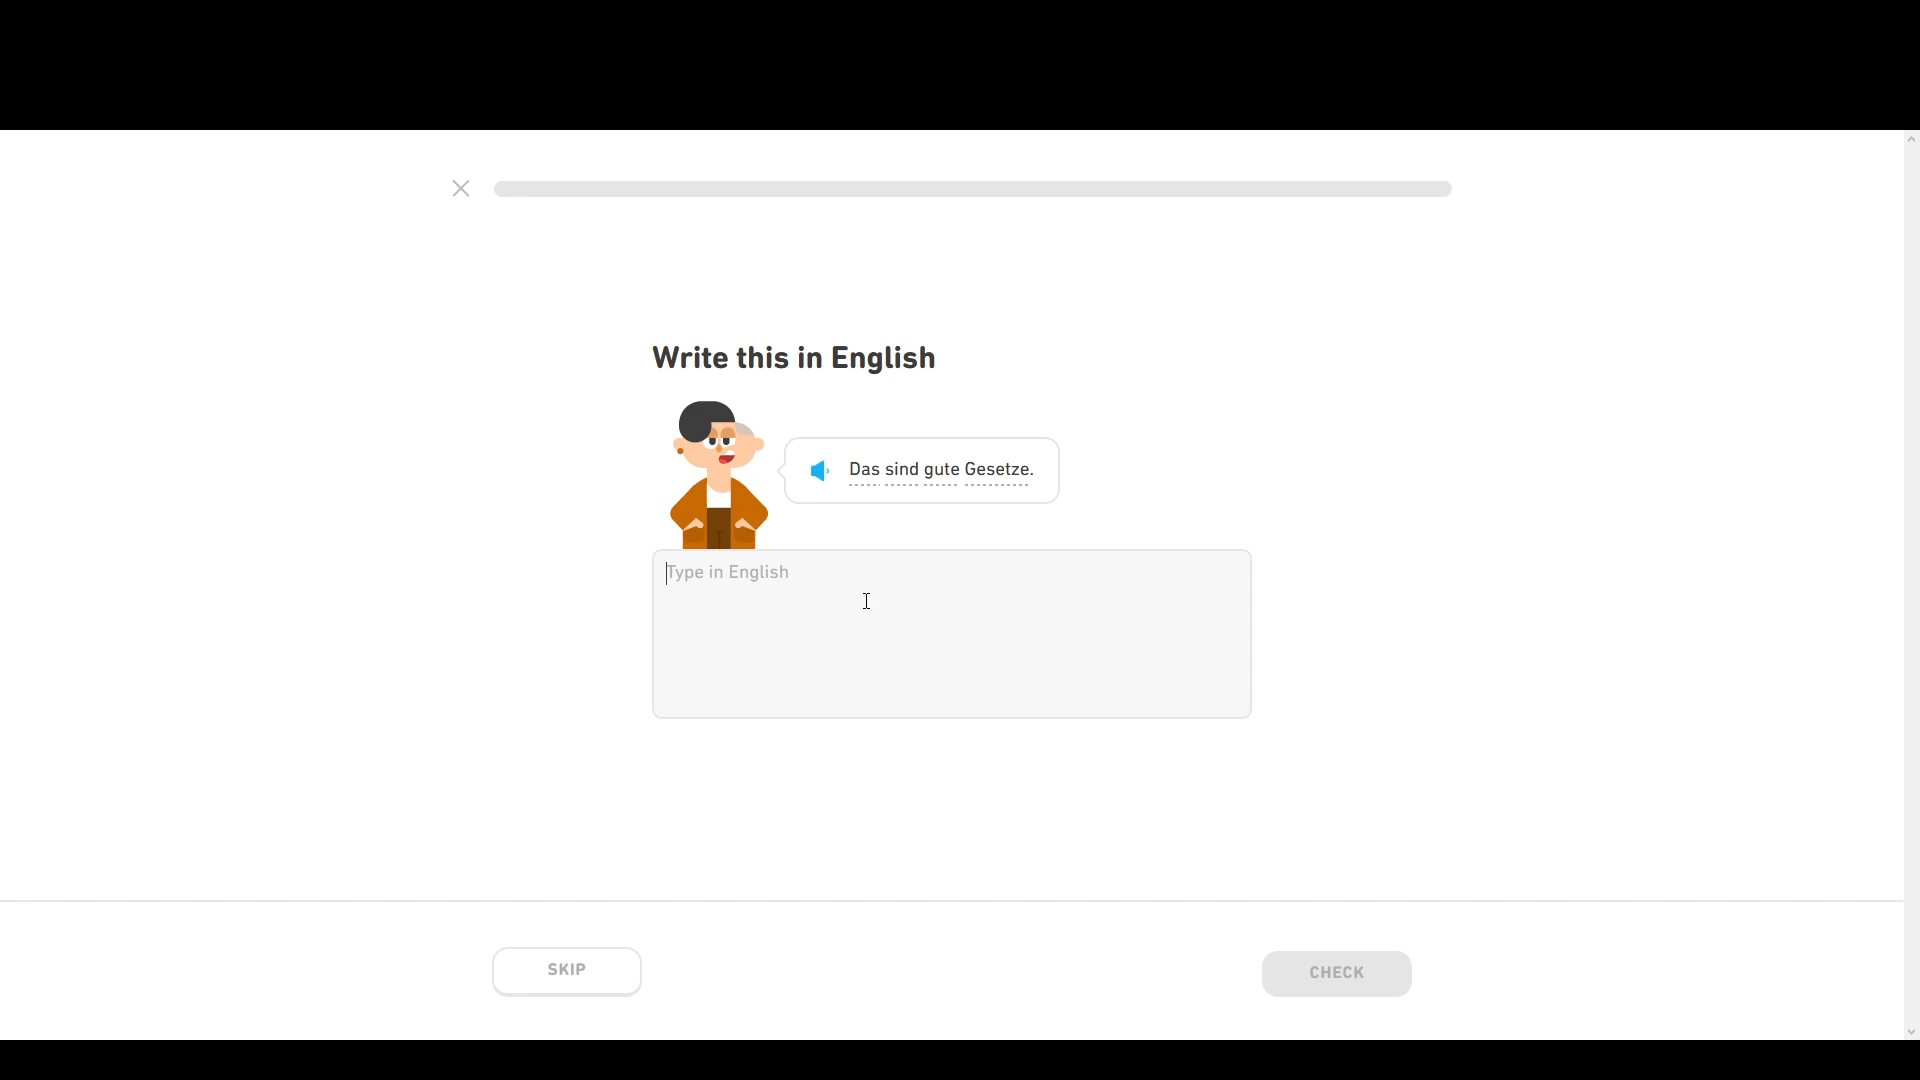 Write this in English
Das sind gute Gesetze.
Type in English
SKIP
CHECK